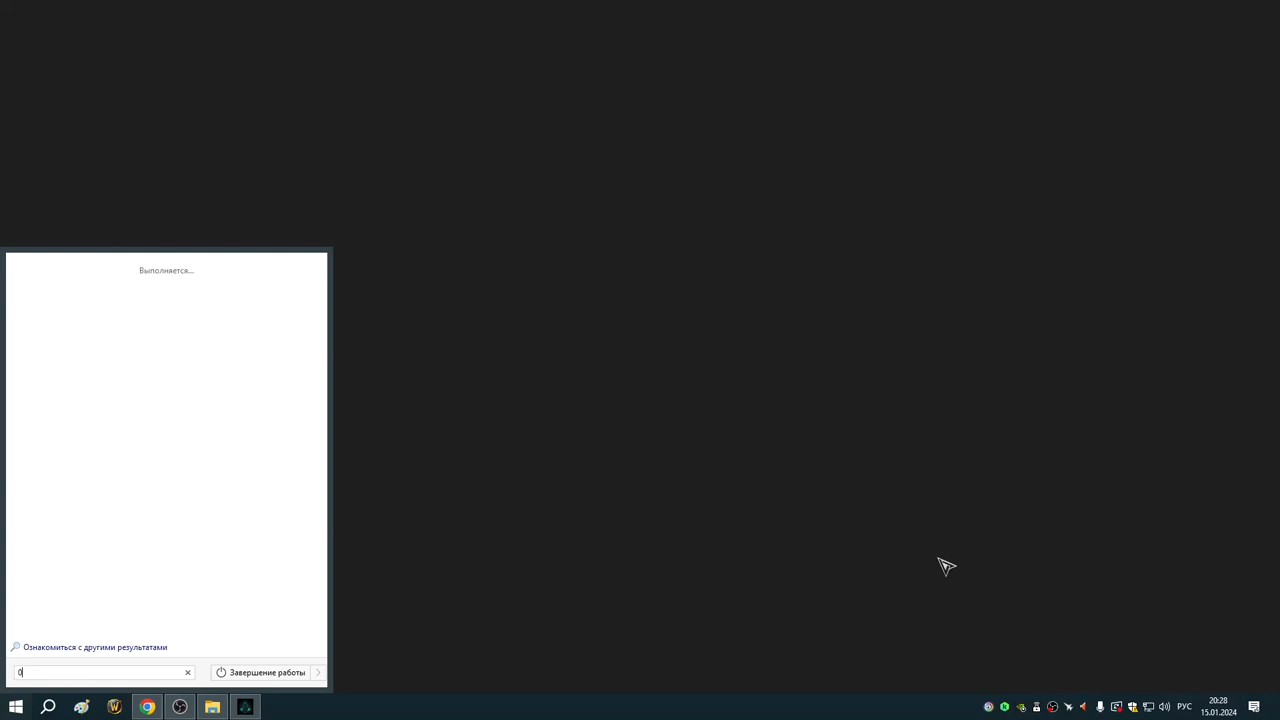 Выполняется...
Ознакомиться с другими результатами
0
Завершение работы
W
РУС
20:28
15.01.2024